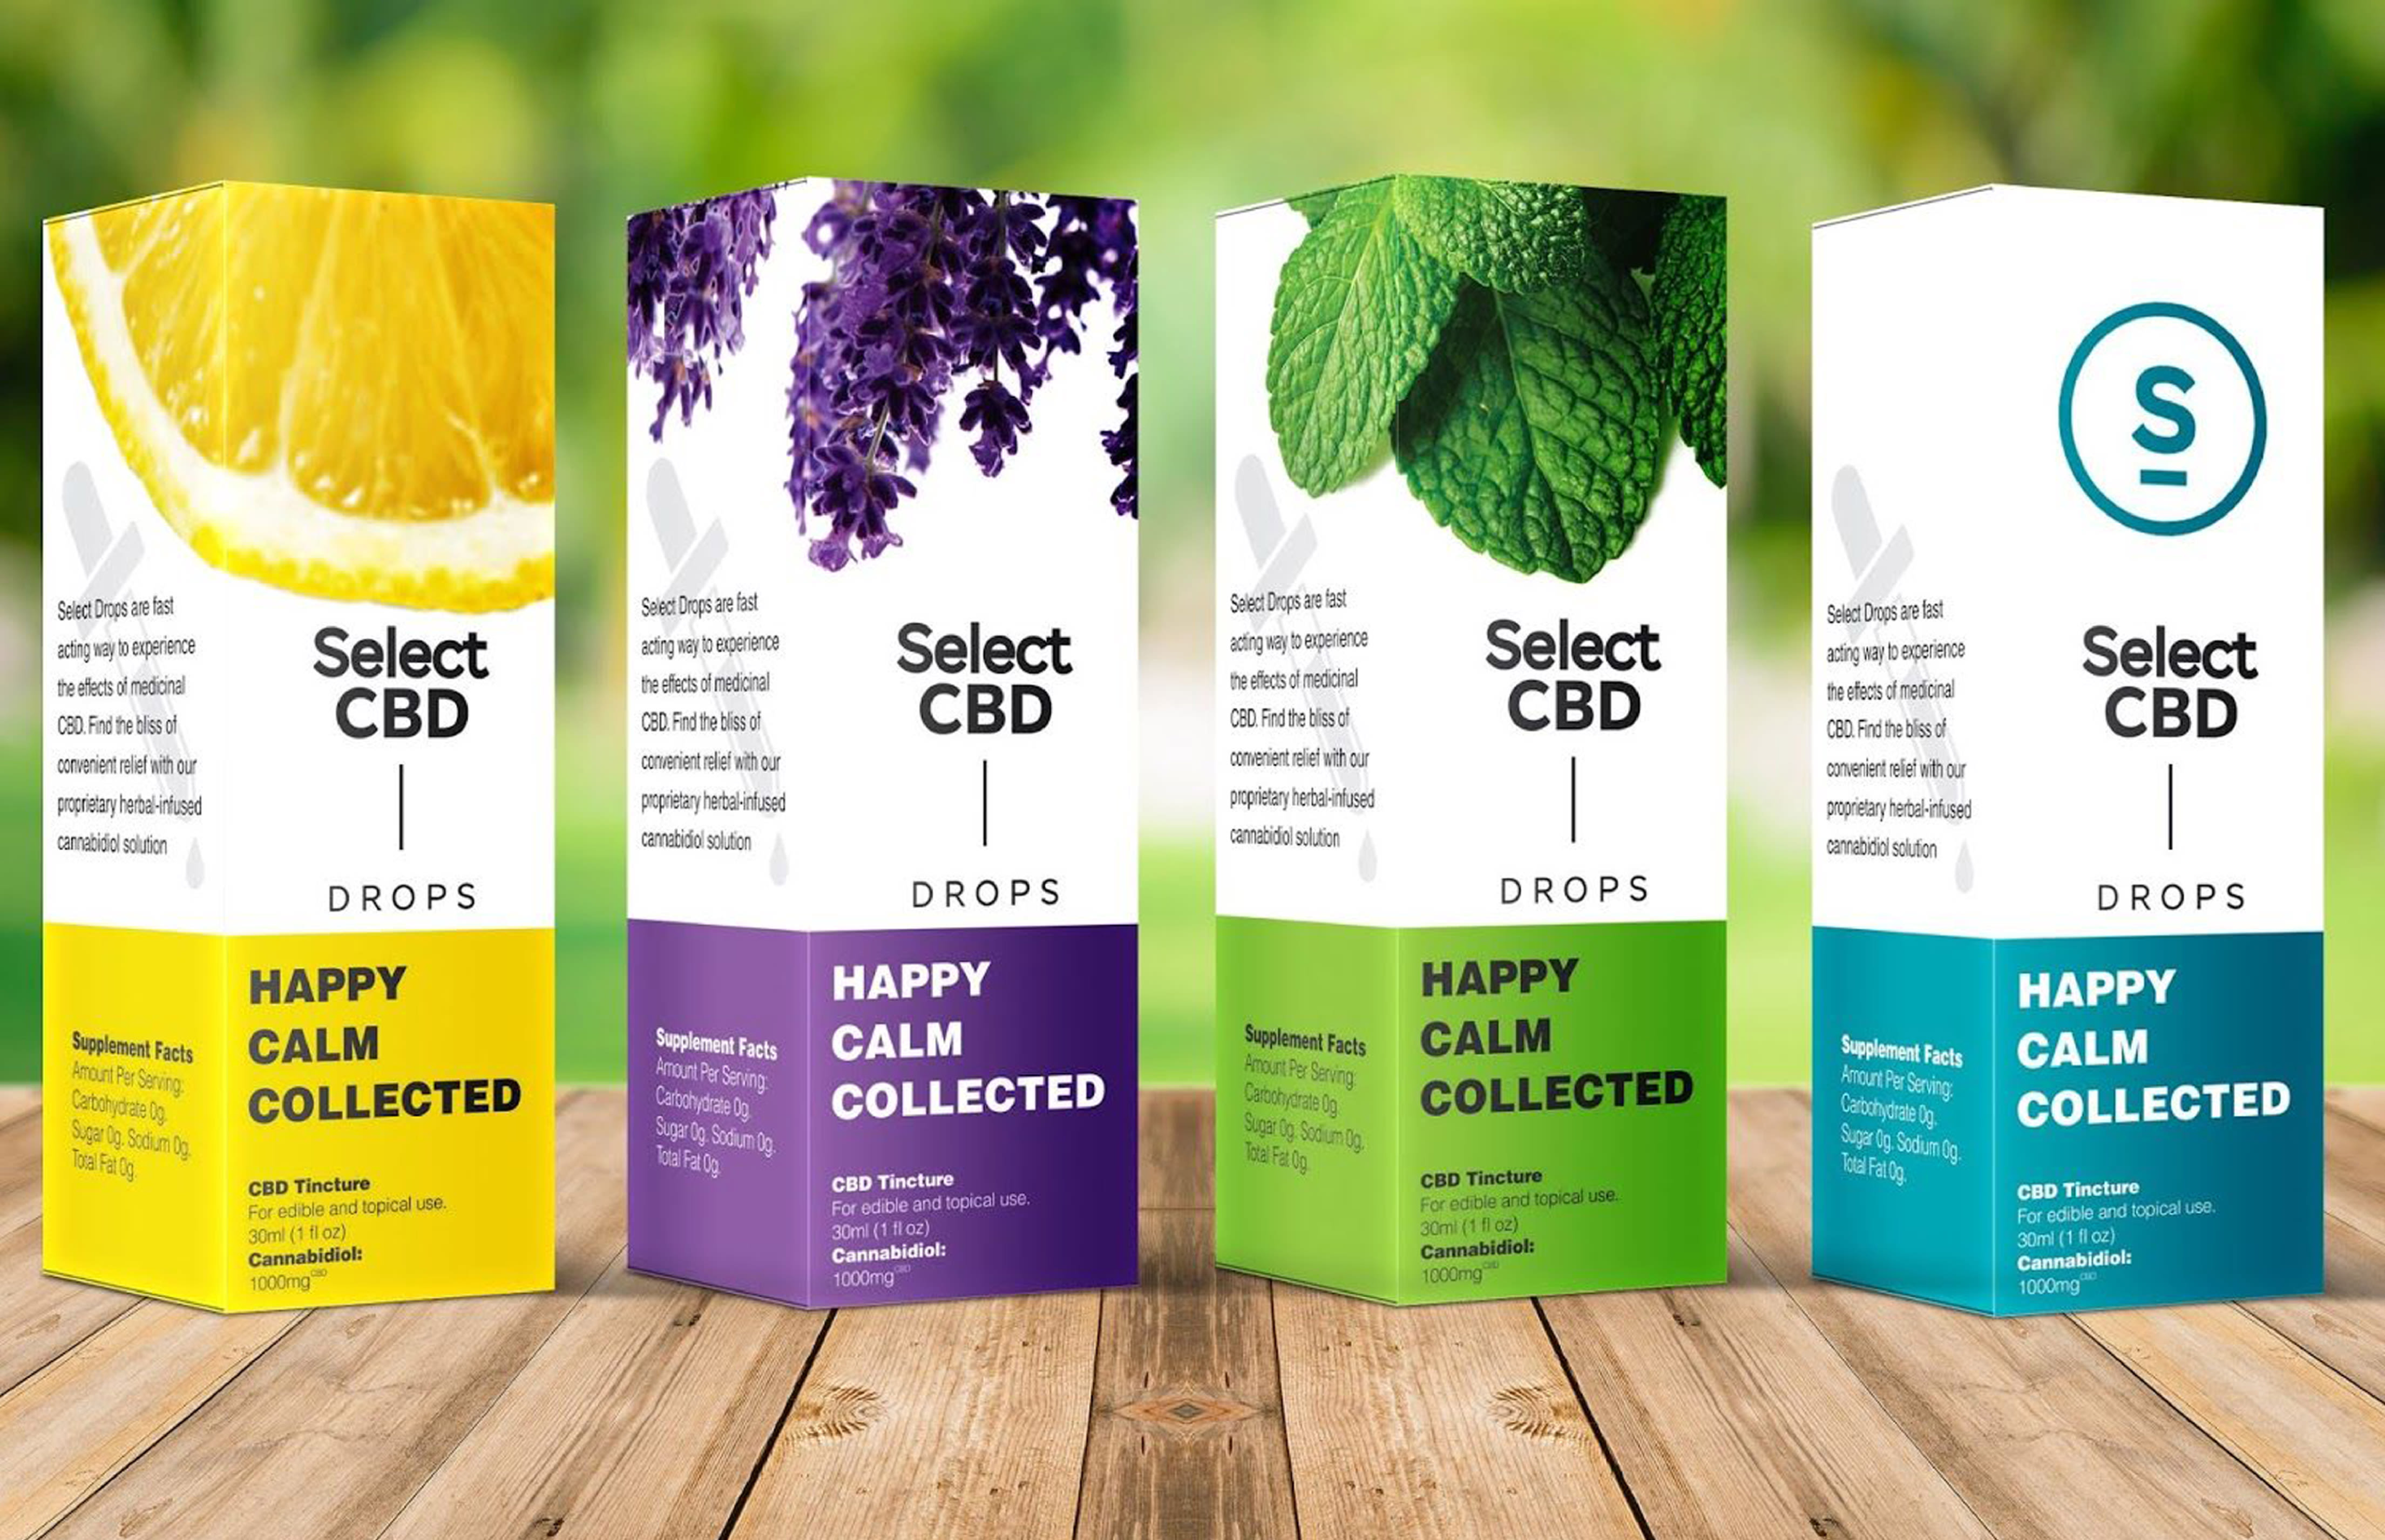 Select Drops are fast
acting way to experience
the effects of medicinal
CBD. Find the bliss of
convenient relief with our
proprietary herbal-infused
cannabidiol solution
Supplement Facts
Amount Per Serving:
Carbohydrate 0g.
Sugar 0g. Sodium 0g.
Total Fat 0g.
Select
CBD
DROPS
HAPPY
CALM
COLLECTED
CBD Tincture
For edible and topical use.
30ml (1 fl oz)
Cannabidiol:
1000mg CBD
Select Drops are fast
acting way to experience
the effects of medicinal
CBD. Find the bliss of
convenient relief with our
proprietary herbal-infused
cannabidiol solution
Supplement Facts
Amount Per Serving:
Carbohydrate 0g.
Sugar 0g. Sodium 0g.
Total Fat 0g.
Select
CBD
DROPS
HAPPY
CALM
COLLECTED
CBD Tincture
For edible and topical use.
30ml (1 fl oz)
Cannabidiol:
1000mg CBD
Select Drops are fast
acting way to experience
the effects of medicinal
CBD. Find the bliss of
convenient relief with our
proprietary herbal-infused
cannabidiol solution
Supplement Facts
Amount Per Serving:
Carbohydrate 0g.
Sugar 0g. Sodium 0g.
Total Fat 0g.
Select
CBD
DROPS
HAPPY
CALM
COLLECTED
CBD Tincture
For edible and topical use.
30ml (1 fl oz)
Cannabidiol:
1000mg CBD
Select Drops are fast
acting way to experience
the effects of medicinal
CBD. Find the bliss of
convenient relief with our
proprietary herbal-infused
cannabidiol solution
Supplement Facts
Amount Per Serving:
Carbohydrate 0g.
Sugar 0g. Sodium 0g.
Total Fat 0g.
S
Select
CBD
DROPS
HAPPY
CALM
COLLECTED
CBD Tincture
For edible and topical use.
30ml (1 fl oz)
Cannabidiol:
1000mg CBD